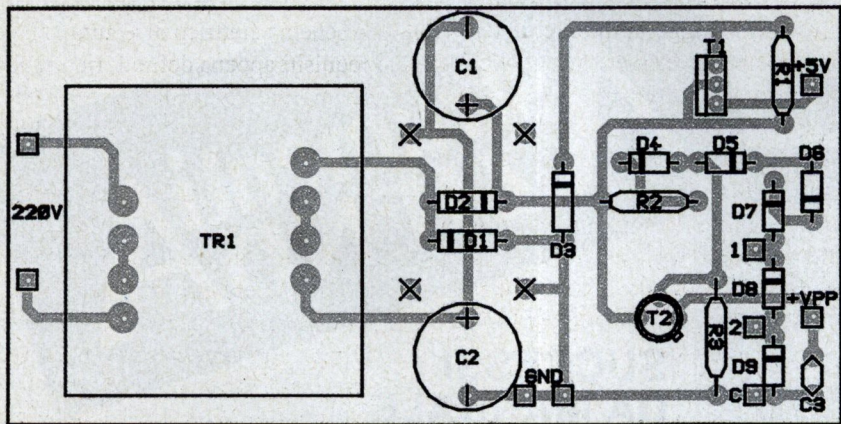 T1
C1
R1
+5V
D4
D5
D6
D2
R2
D7
220V
TR1
D1
1
D3
D8
+VPP
T2
R3
2
C2
D9
GND
C
C3